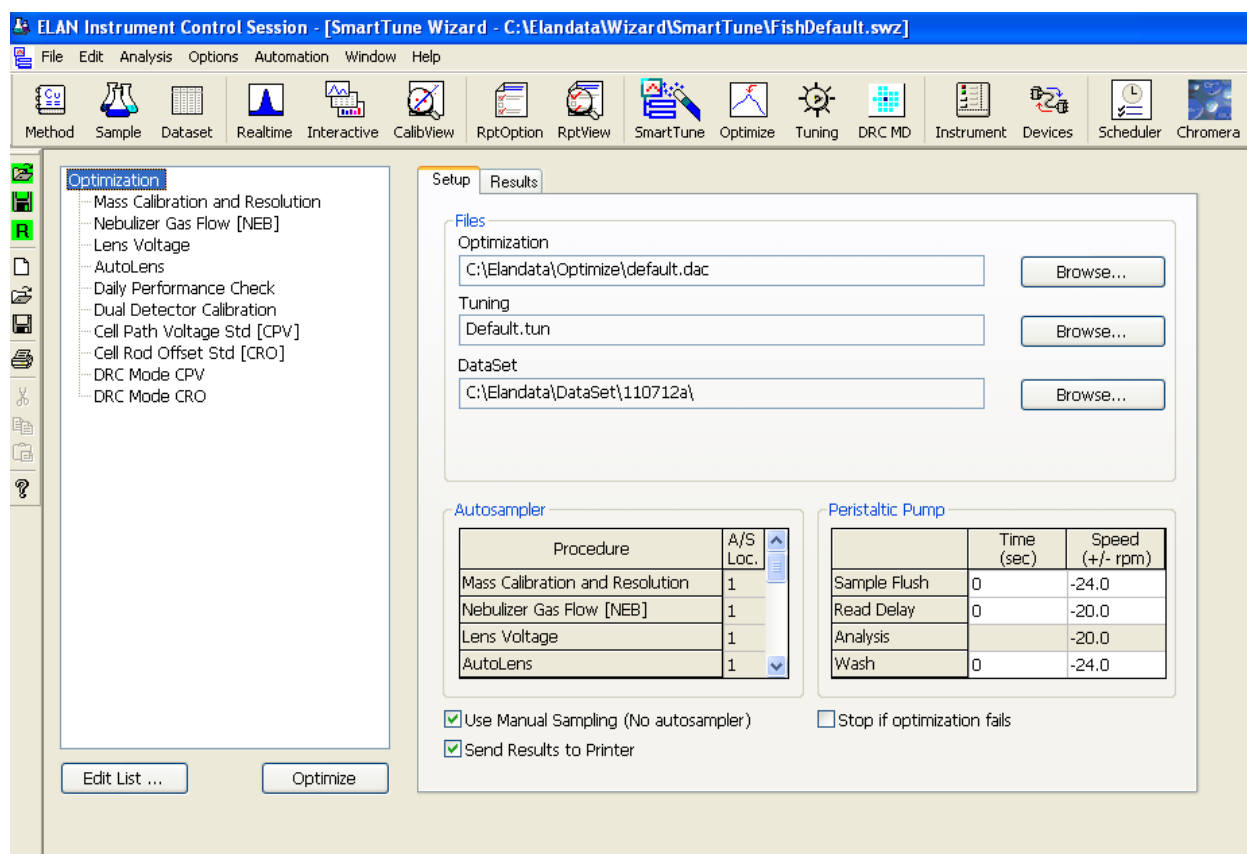 ELAN Instrument Control Session - [SmartTune Wizard - C:\Elandata\Wizard\SmartTune\FishDefault.swz]
File Edit Analysis Options Automation Window Help
Cu
Method Sample Dataset Realtime Interactive CalibView RptOption RptView SmartTune Optimize Tuning DRC MD Instrument Devices Scheduler Chromera
R
Optimization
Mass Calibration and Resolution
Nebulizer Gas Flow [NEB]
Lens Voltage
AutoLens
Daily Performance Check
Dual Detector Calibration
Cell Path Voltage Std [CPV]
Cell Rod Offset Std [CRO]
DRC Mode CPV
DRC Mode CRO
Edit List ... Optimize
Setup Results
Files
Optimization
C:\Elandata\Optimize\default.dac Browse...
Tuning
Default.tun Browse...
DataSet
C:\Elandata\DataSet\110712a\ Browse...
Autosampler
Procedure A/S Loc.
Mass Calibration and Resolution 1
Nebulizer Gas Flow [NEB] 1
Lens Voltage 1
AutoLens 1
Peristaltic Pump
Time (sec) Speed (+/- rpm)
Sample Flush 0 -24.0
Read Delay 0 -20.0
Analysis -20.0
Wash 0 -24.0
Use Manual Sampling (No autosampler) Stop if optimization fails
Send Results to Printer